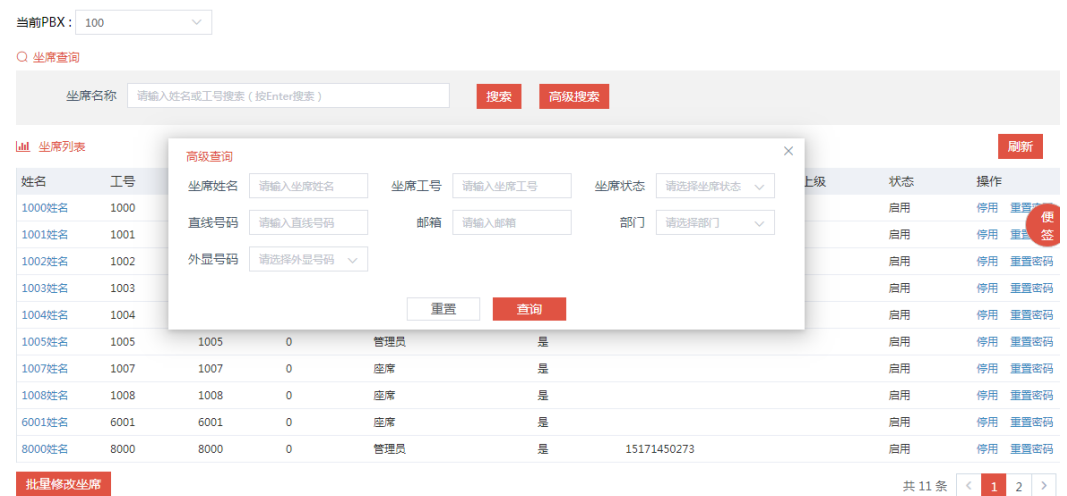 当前PBX : 100
坐席查询
坐席名称 请输入姓名或工号搜素（按Enter搜素）
搜索 高级搜索
坐席列表 刷新
姓名 工号 上级 状态 操作
高级查询
坐席姓名 请输入坐席姓名 坐席工号 请输入坐席工号 坐席状态 请选择坐席状态
直线号码 请输入直线号码 邮箱 请输入邮箱 部门 请选择部门
外显号码 请选择外显号码
重置 查询
1000姓名 1000 启用 停用 重置密
1001姓名 1001 启用 停用 重置
便签
1002姓名 1002 启用 停用 重置密码
1003姓名 1003 启用 停用 重置密码
1004姓名 1004 启用 停用 重置密码
1005姓名 1005 1005 0 管理员 是 启用 停用 重置密码
1007姓名 1007 1007 0 座席 是 启用 停用 重置密码
1008姓名 1008 1008 0 座席 是 启用 停用 重置密码
6001姓名 6001 6001 0 座席 是 启用 停用 重置密码
8000姓名 8000 8000 0 管理员 是 15171450273 启用 停用 重置密码
批量修改坐席 共 11 条 < 1 2 >